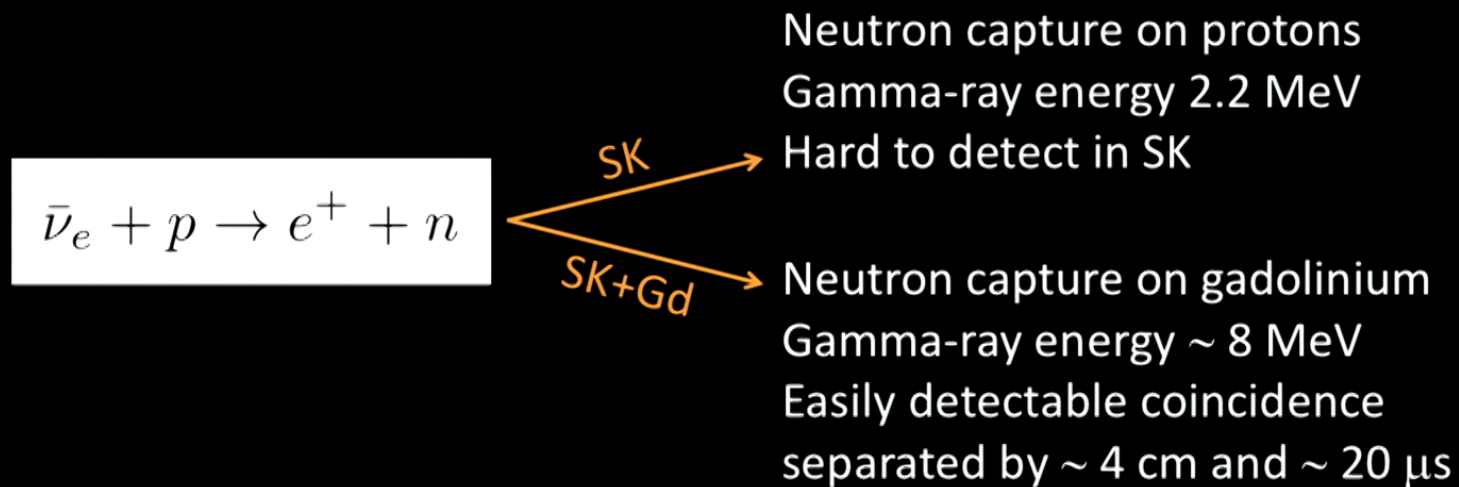 Neutron capture on protons
Gamma-ray energy 2.2 MeV
Hard to detect in SK
SK
ν̄ₑ + p → e⁺ + n
SK+Gd
Neutron capture on gadolinium
Gamma-ray energy ~ 8 MeV
Easily detectable coincidence
separated by ~ 4 cm and ~ 20 μs